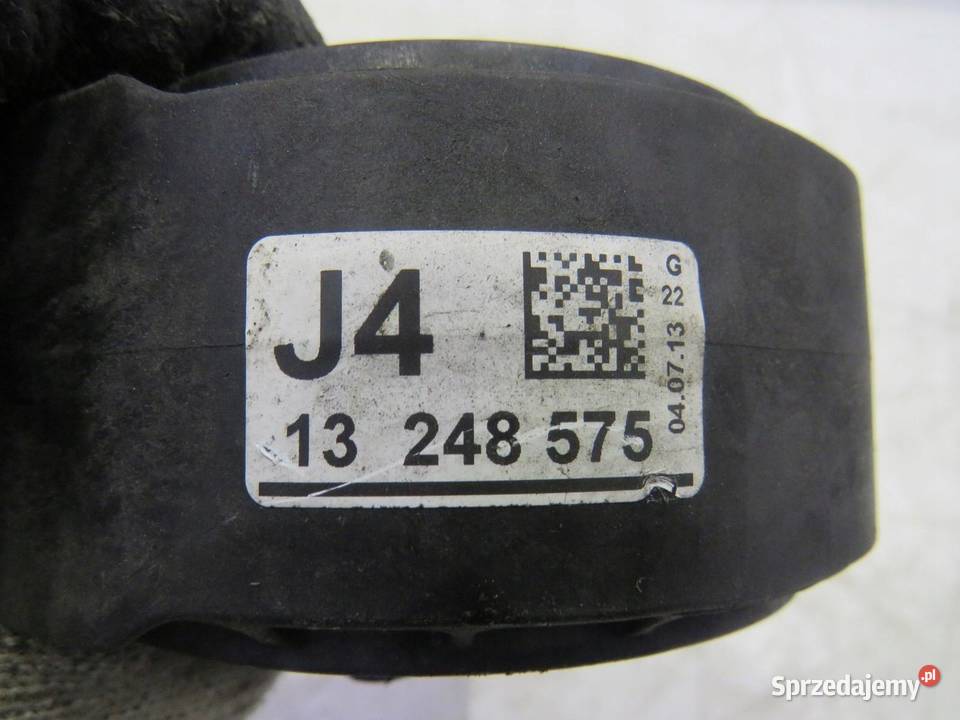 J4
G
22
04.07.13
13 248 575
Sprzedajemy.pl